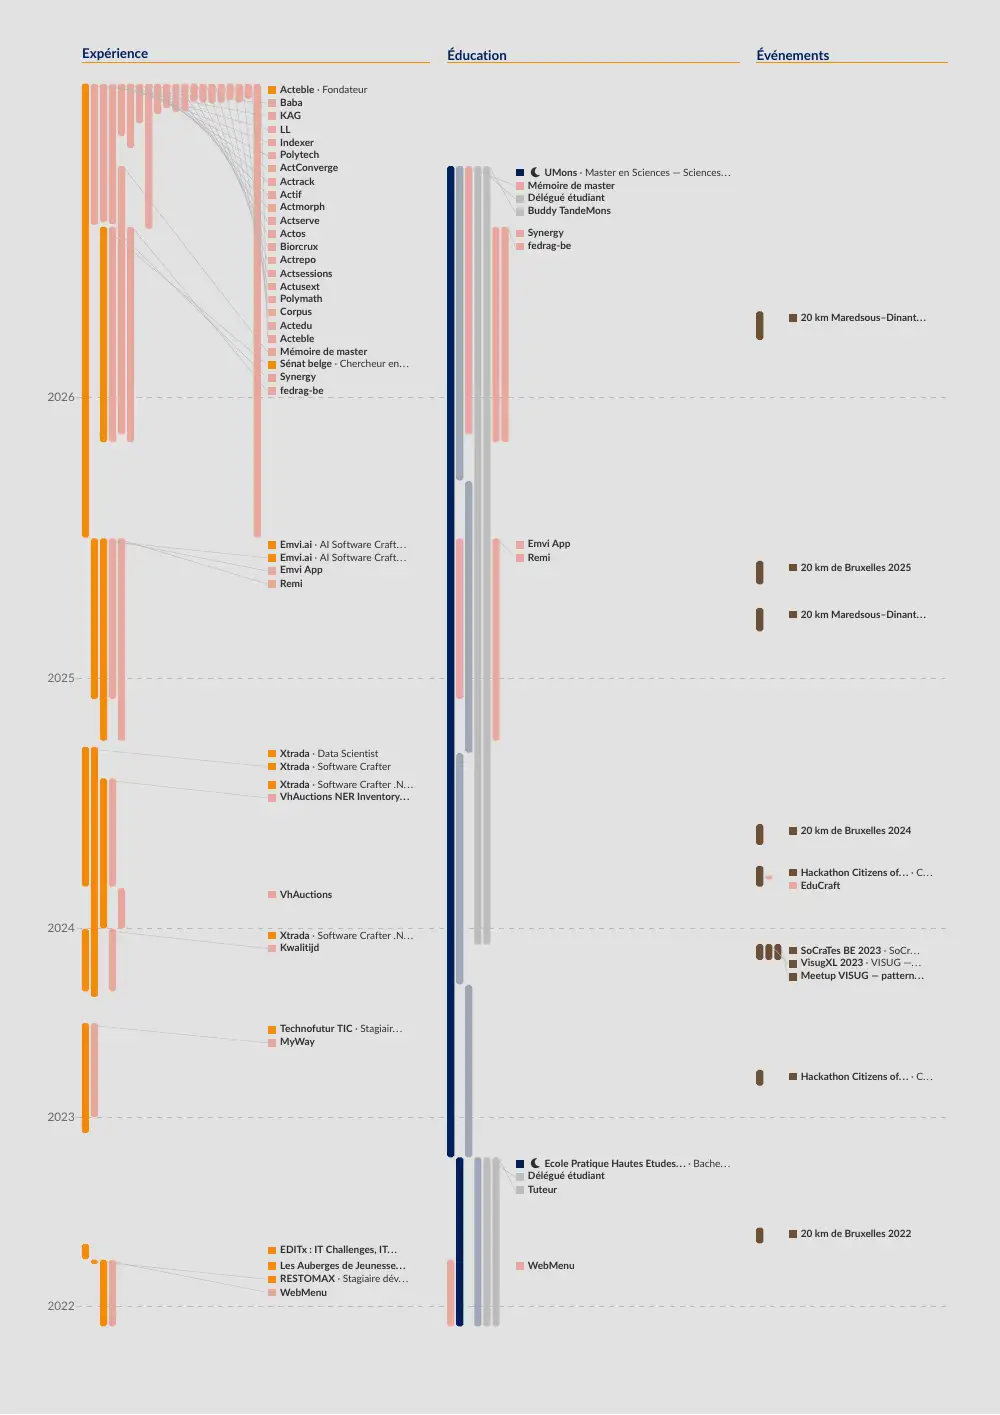 Expérience
Éducation
Événements
Acteble · Fondateur
Baba
KAG
LL
Indexer
Polytech
ActConverge
Actrack
Actif
Actmorph
Actserve
Actos
Biorcrux
Actrepo
Actsessions
Actusext
Polymath
Corpus
Actedu
Acteble
Mémoire de master
Sénat belge · Chercheur en...
Synergy
fedrag-be
UMons · Master en Sciences — Sciences...
Mémoire de master
Délégué étudiant
Buddy TandeMons
Synergy
fedrag-be
20 km Maredsous–Dinant...
2026
Emvi.ai · AI Software Craft...
Emvi.ai · AI Software Craft...
Emvi App
Remi
Emvi App
Remi
20 km de Bruxelles 2025
20 km Maredsous–Dinant...
2025
Xtrada · Data Scientist
Xtrada · Software Crafter
Xtrada · Software Crafter .N...
VhAuctions NER Inventory...
20 km de Bruxelles 2024
Hackathon Citizens of... · C...
EduCraft
VhAuctions
2024
Xtrada · Software Crafter .N...
Kwalitijd
SoCraTes BE 2023 · SoCr...
VisugXL 2023 · VISUG —...
Meetup VISUG — pattern...
Technofutur TIC · Stagiair...
MyWay
Hackathon Citizens of... · C...
2023
Ecole Pratique Hautes Etudes... · Bache...
Délégué étudiant
Tuteur
20 km de Bruxelles 2022
EDITx : IT Challenges, IT...
Les Auberges de Jeunesse...
RESTOMAX · Stagiaire dév...
WebMenu
WebMenu
2022